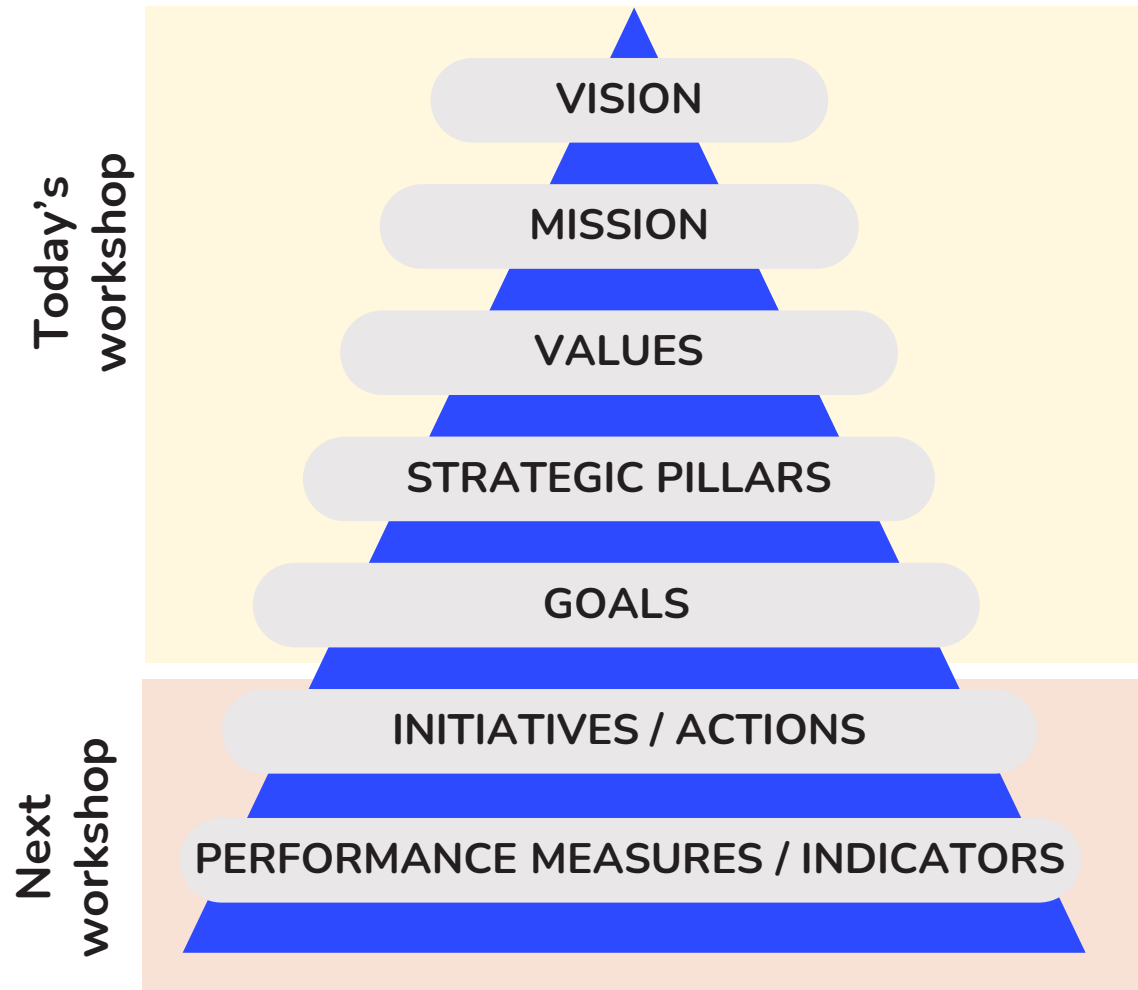 Today’s
workshop
VISION
MISSION
VALUES
STRATEGIC PILLARS
GOALS
Next
workshop
INITIATIVES / ACTIONS
PERFORMANCE MEASURES / INDICATORS